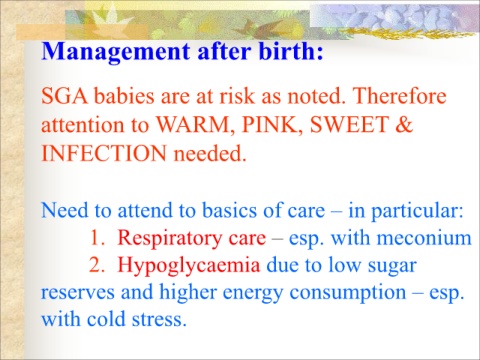 Management after birth:
SGA babies are at risk as noted. Therefore
attention to WARM, PINK, SWEET &
INFECTION needed.
Need to attend to basics of care – in particular:
1. Respiratory care – esp. with meconium
2. Hypoglycaemia due to low sugar
reserves and higher energy consumption – esp.
with cold stress.